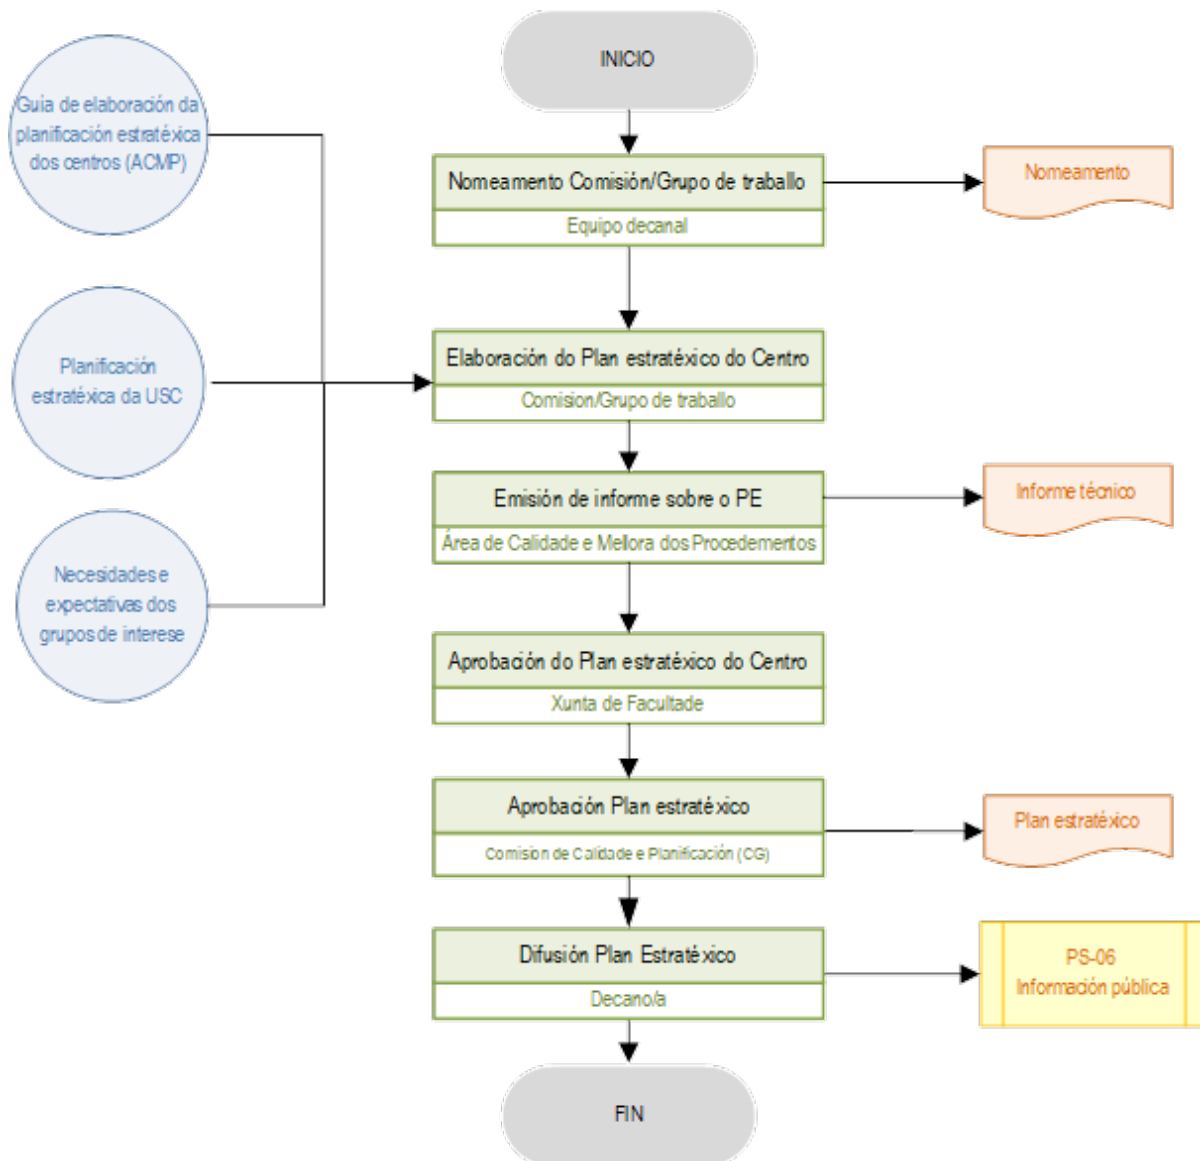 INICIO
Guía de elaboración da
planificación estratéxica
dos centros (ACMP)
Nomeamento Comisión/Grupo de traballo
Equipo decanal
Nomeamento
Planificación
estratéxica da USC
Elaboración do Plan estratéxico do Centro
Comision/Grupo de traballo
Emisión de informe sobre o PE
Área de Calidade e Mellora dos Procedementos
Informe técnico
Necesidades e
expectativas dos
grupos de interese
Aprobación do Plan estratéxico do Centro
Xunta de Facultade
Aprobación Plan estratéxico
Comision de Calidade e Planificación (CG)
Plan estratéxico
Difusión Plan Estratéxico
Decano/a
PS-06
Información pública
FIN